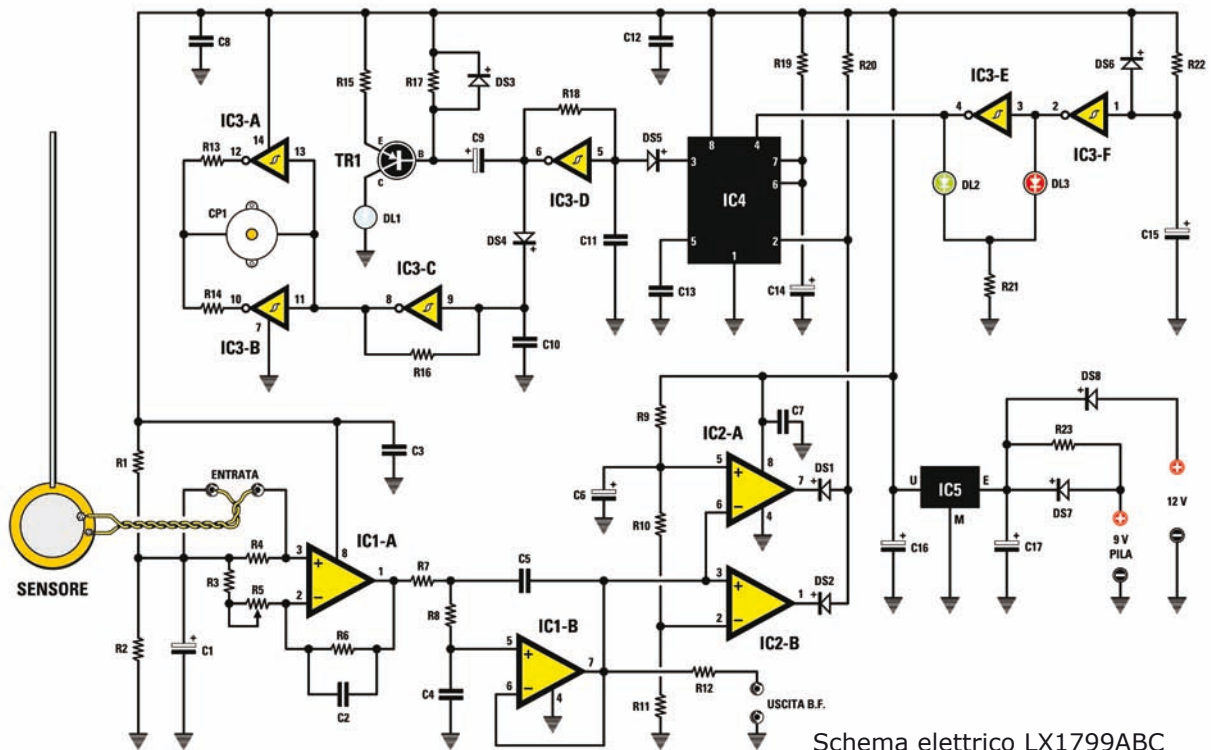 C8
C12
R15
R17
DS3
R19
R20
DS6
R22
IC3-E
IC3-A
R18
4
3
2
1
R13
12
14
13
E
C9
6
5
DS5
3
8
4
IC3-F
TR1
B
7
C
IC3-D
6
DL2
DL3
CP1
DL1
IC4
C15
DS4
C11
5
2
IC3-C
1
R14
10
11
8
9
C13
C14
R21
7
IC3-B
C10
R16
DS8
R9
C7
IC2-A
R23
R1
C3
ENTRATA
5
8
7
DS1
U
IC5
E
C6
6
4
M
DS7
12 V
R10
R4
3
8
IC1-A
C16
C17
9 V
PILA
R3
1
R7
C5
3
DS2
SENSORE
R5
2
1
R8
IC1-B
2
IC2-B
R6
5
7
R12
R2
C1
C4
6
4
R11
USCITA B.F.
C2
Schema elettrico LX1799ABC